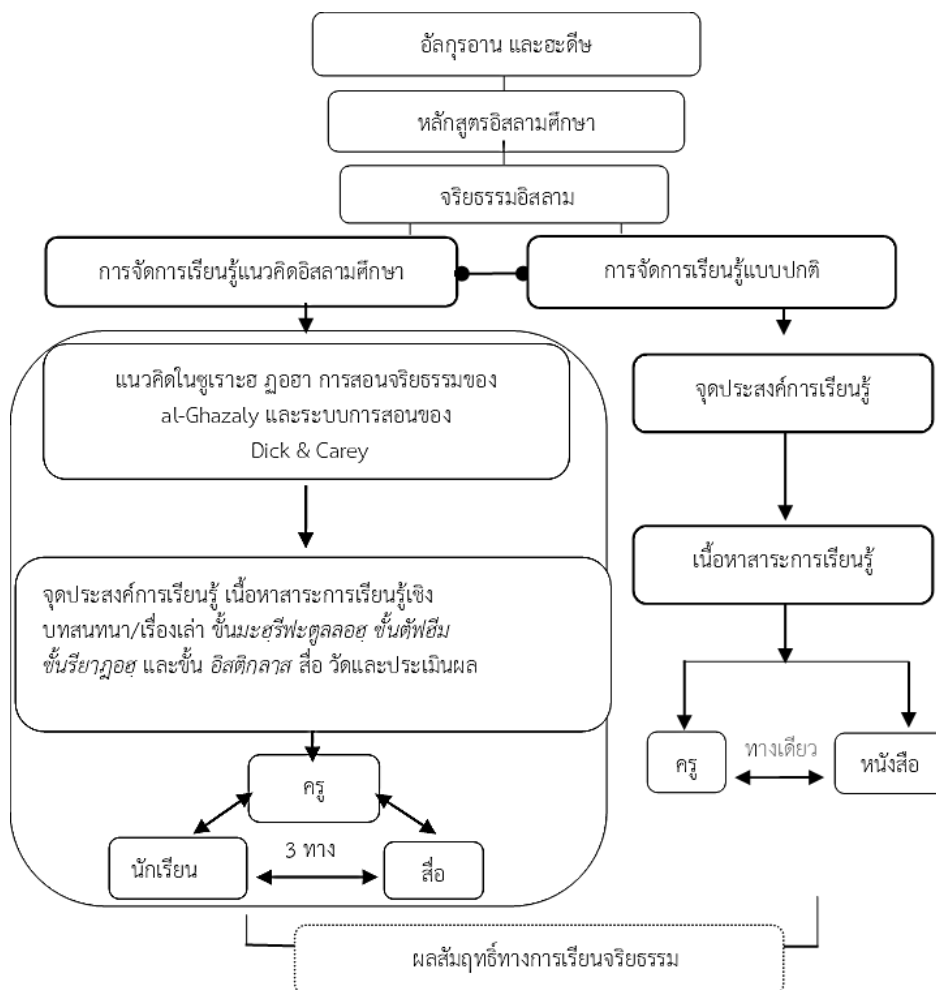 อัลกุรอาน และฮะดีษ
หลักสูตรอิสลามศึกษา
จริยธรรมอิสลาม
การจัดการเรียนรู้แนวคิดอิสลามศึกษา
การจัดการเรียนรู้แบบปกติ
แนวคิดในซูเราะฮ ฏอฮา การสอนจริยธรรมของ
al-Ghazaly และระบบการสอนของ
Dick & Carey
จุดประสงค์การเรียนรู้ เนื้อหาสาระการเรียนรู้เชิง
บทสนทนา/เรื่องเล่า ขั้นมะฮฺรีฟะตูลลอฮฺ ขั้นตัฟฮีม
ขั้นรียาฎอฮฺ และขั้น อิสติกลาส สื่อ วัดและประเมินผล
ครู
นักเรียน
3 ทาง
สื่อ
จุดประสงค์การเรียนรู้
เนื้อหาสาระการเรียนรู้
ครู
ทางเดียว
หนังสือ
ผลสัมฤทธิ์ทางการเรียนจริยธรรม